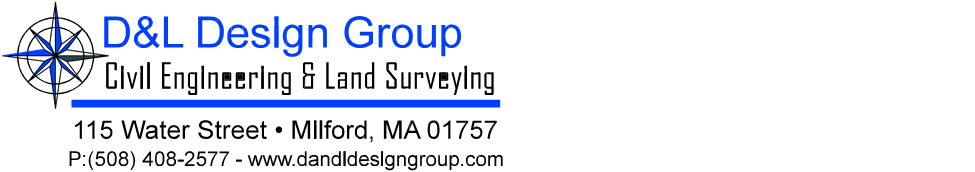 D&L DesIgn Group
CIvIl EngIneerIng & Land SurveyIng
115 Water Street • MIlford, MA 01757
P:(508) 408-2577 - www.dandldesIgngroup.com